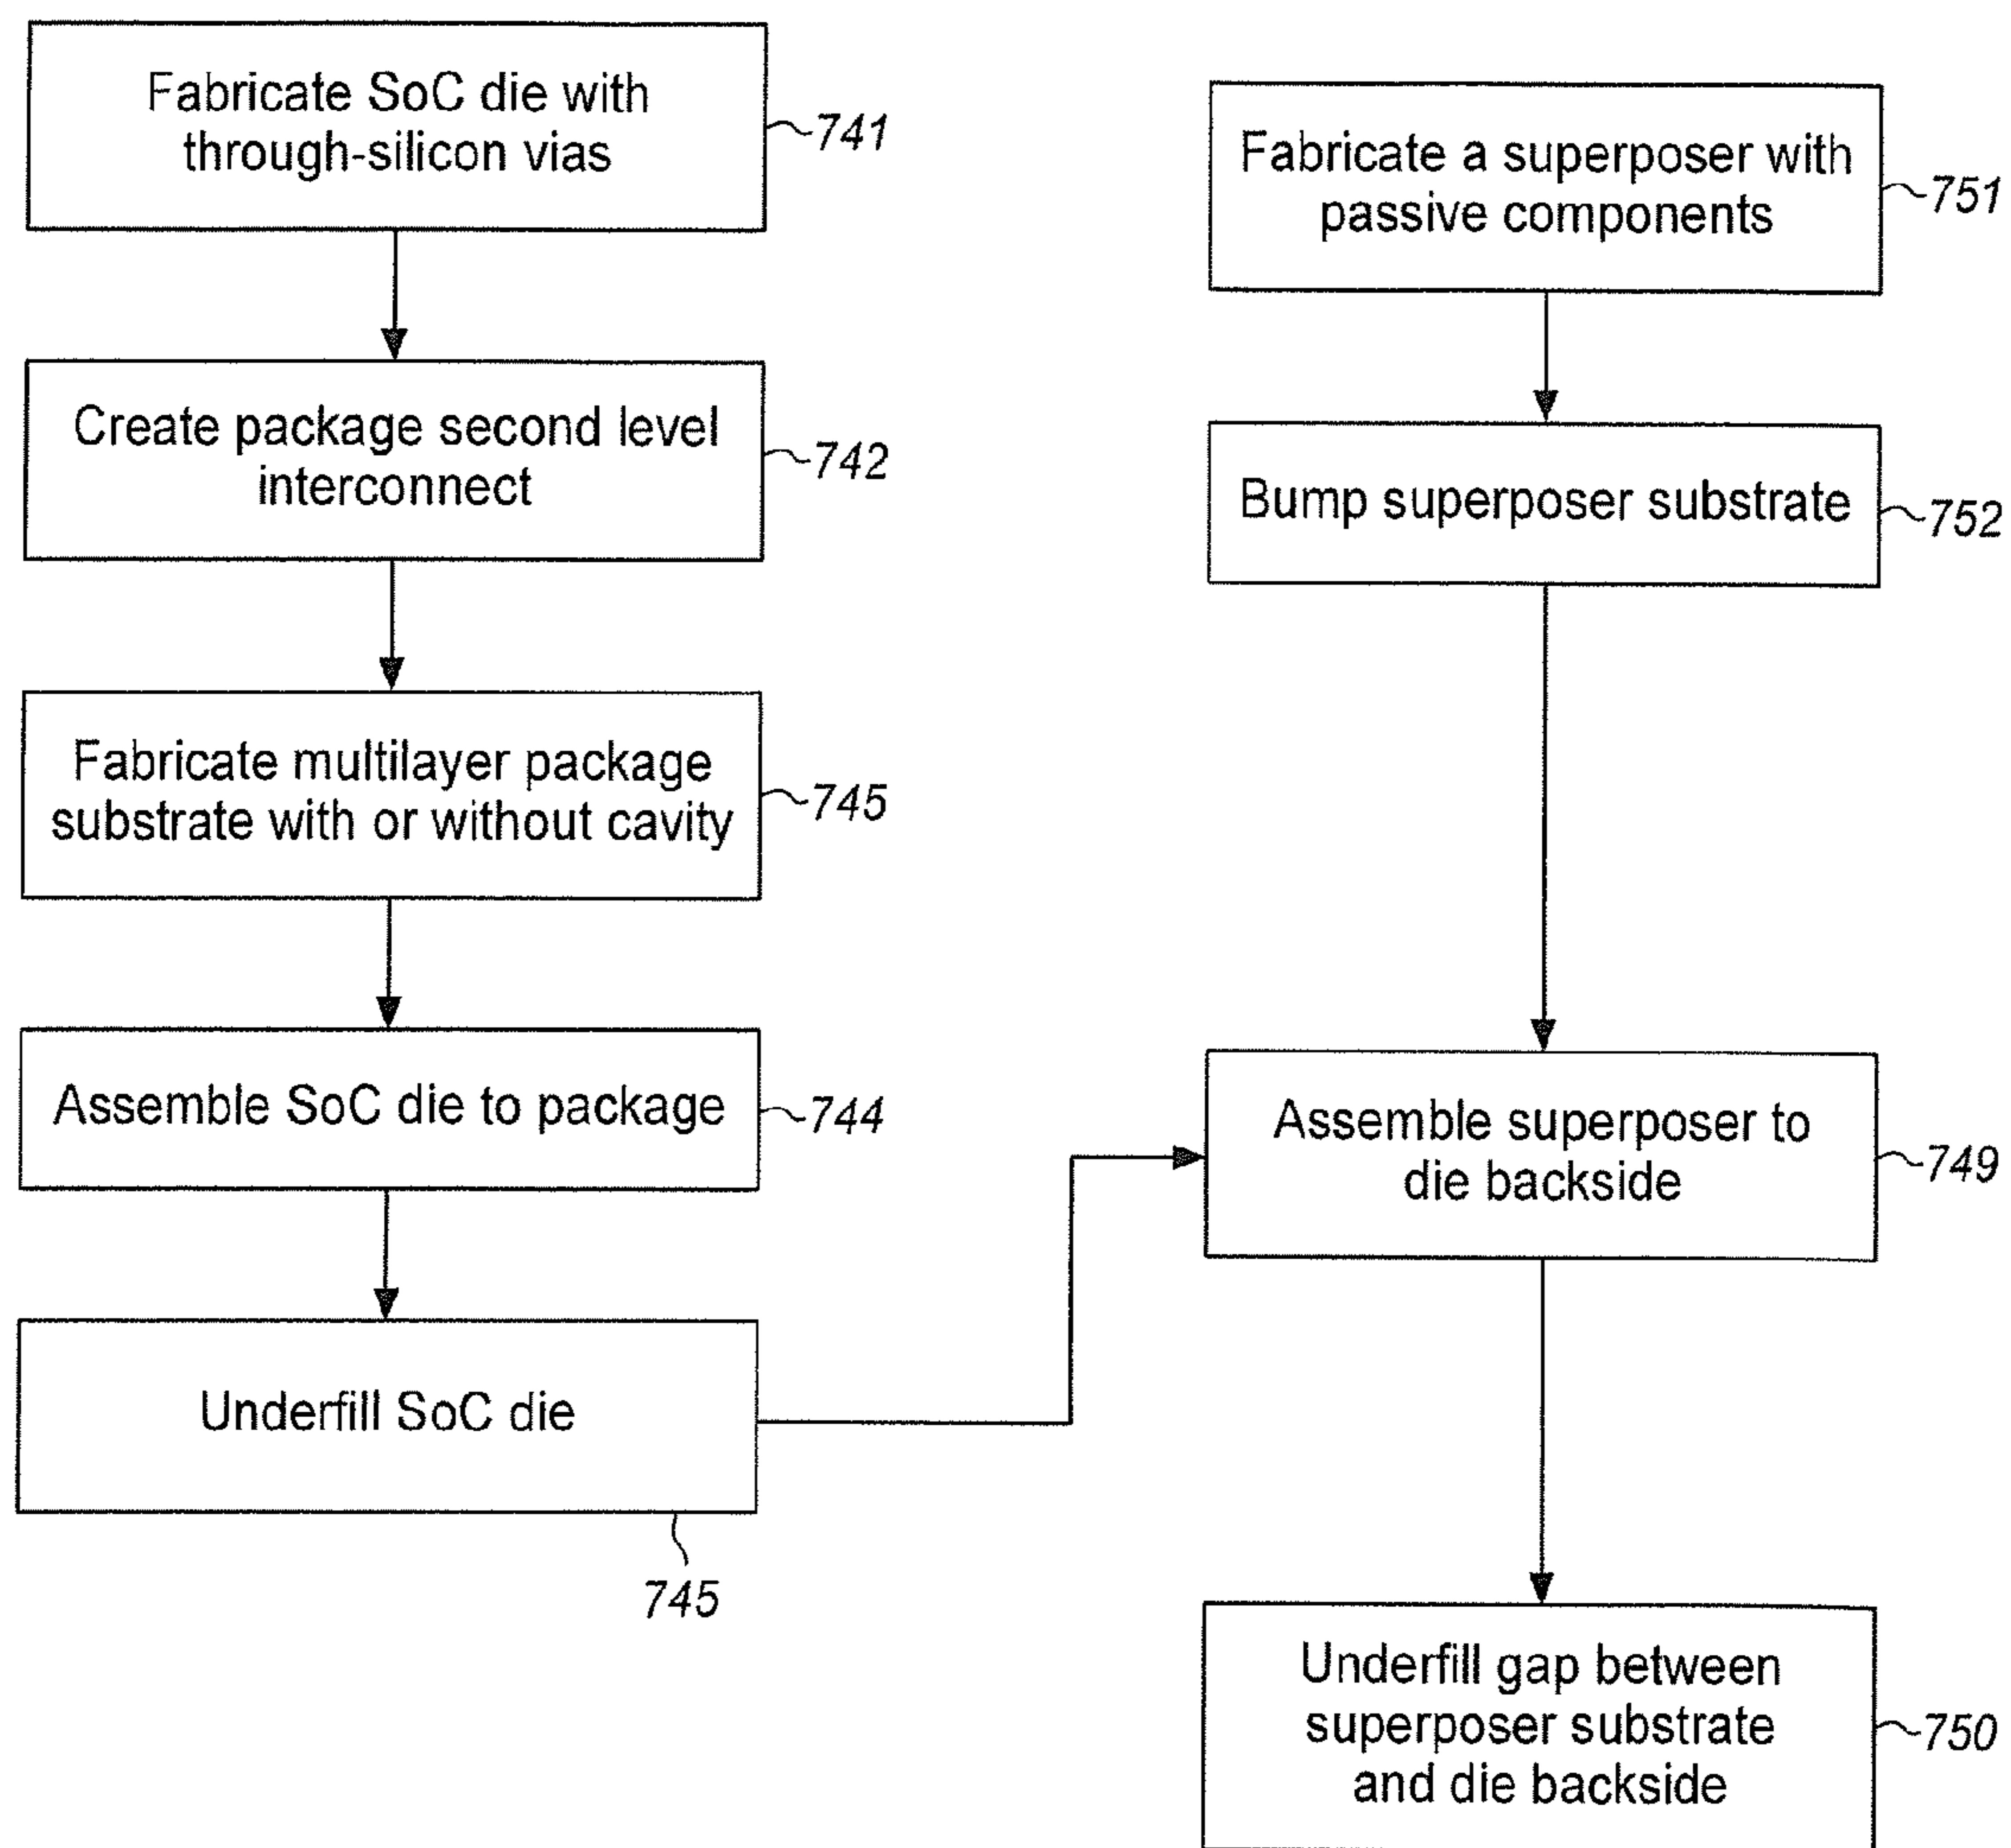 Fabricate SoC die with
through-silicon vias
741
Create package second level
interconnect
742
Fabricate multilayer package
substrate with or without cavity
745
Assemble SoC die to package
744
Underfill SoC die
745
Fabricate a superposer with
passive components
751
Bump superposer substrate
752
Assemble superposer to
die backside
749
Underfill gap between
superposer substrate
and die backside
750